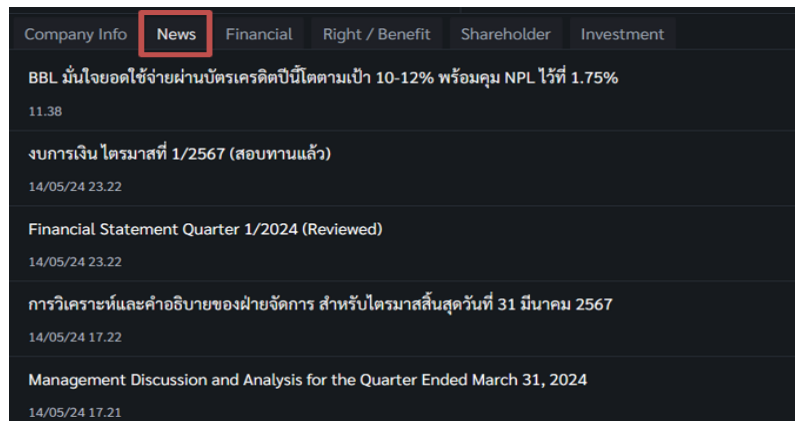 Company Info News Financial Right / Benefit Shareholder Investment
BBL มั่นใจยอดใช้จ่ายผ่านบัตรเครดิตปีนี้โตตามเป้า 10-12% พร้อมคุม NPL ไว้ที่ 1.75%
11.38
งบการเงิน ไตรมาสที่ 1/2567 (สอบทานแล้ว)
14/05/24 23.22
Financial Statement Quarter 1/2024 (Reviewed)
14/05/24 23.22
การวิเคราะห์และคำอธิบายของฝ่ายจัดการ สำหรับไตรมาสสิ้นสุดวันที่ 31 มีนาคม 2567
14/05/24 17.22
Management Discussion and Analysis for the Quarter Ended March 31, 2024
14/05/24 17.21